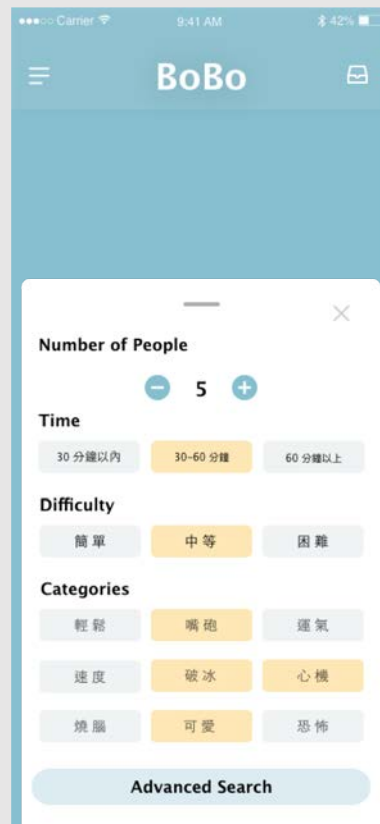 Carrier 9:41 AM 42%
BoBo
Number of People
5
Time
30 分鐘以內 30-60 分鐘 60 分鐘以上
Difficulty
簡單 中等 困難
Categories
輕鬆 嘴砲 運氣
速度 破冰 心機
燒腦 可愛 恐怖
Advanced Search